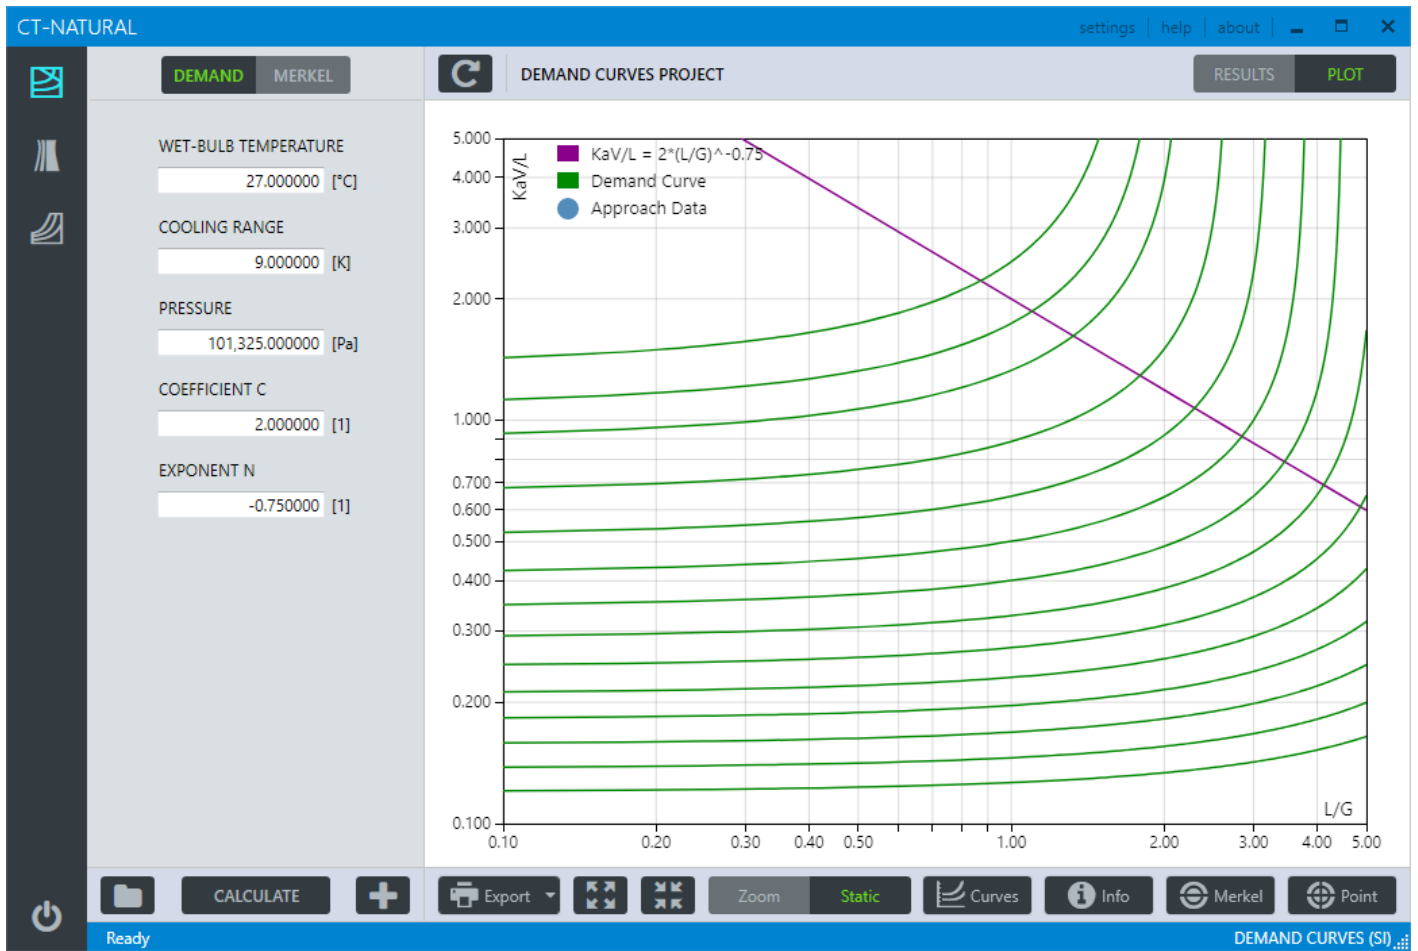 CT-NATURAL
settings help about
DEMAND MERKEL
DEMAND CURVES PROJECT
RESULTS PLOT
WET-BULB TEMPERATURE
27.000000 [°C]
COOLING RANGE
9.000000 [K]
PRESSURE
101,325.000000 [Pa]
COEFFICIENT C
2.000000 [1]
EXPONENT N
-0.750000 [1]
KaV/L
KaV/L = 2*(L/G)^-0.75
Demand Curve
Approach Data
5.000
4.000
3.000
2.000
1.000
0.700
0.600
0.500
0.400
0.300
0.200
0.100
L/G
0.10 0.20 0.30 0.40 0.50 1.00 2.00 3.00 4.00 5.00
CALCULATE
Export Zoom Static Curves Info Merkel Point
Ready
DEMAND CURVES (SI)